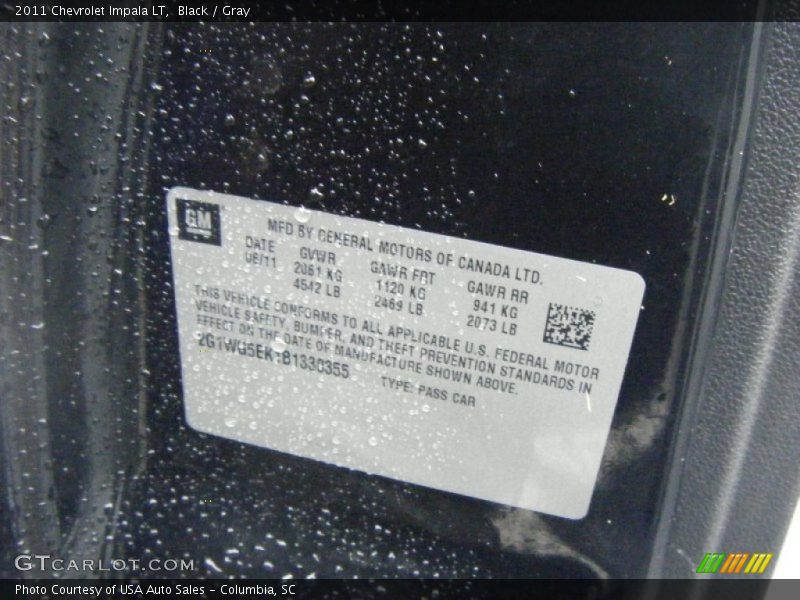 2011 Chevrolet Impala LT, Black / Gray
GM
MFD BY GENERAL MOTORS OF CANADA LTD.
DATE GVWR GAWR FRT GAWR RR
06/11 2061 KG 1120 KG 941 KG
4542 LB 2469 LB 2073 LB
THIS VEHICLE CONFORMS TO ALL APPLICABLE U.S. FEDERAL MOTOR
VEHICLE SAFETY, BUMPER, AND THEFT PREVENTION STANDARDS IN
EFFECT ON THE DATE OF MANUFACTURE SHOWN ABOVE.
2G1WG5EK1B1330355 TYPE: PASS CAR
GTCARLOT.COM
Photo Courtesy of USA Auto Sales - Columbia, SC